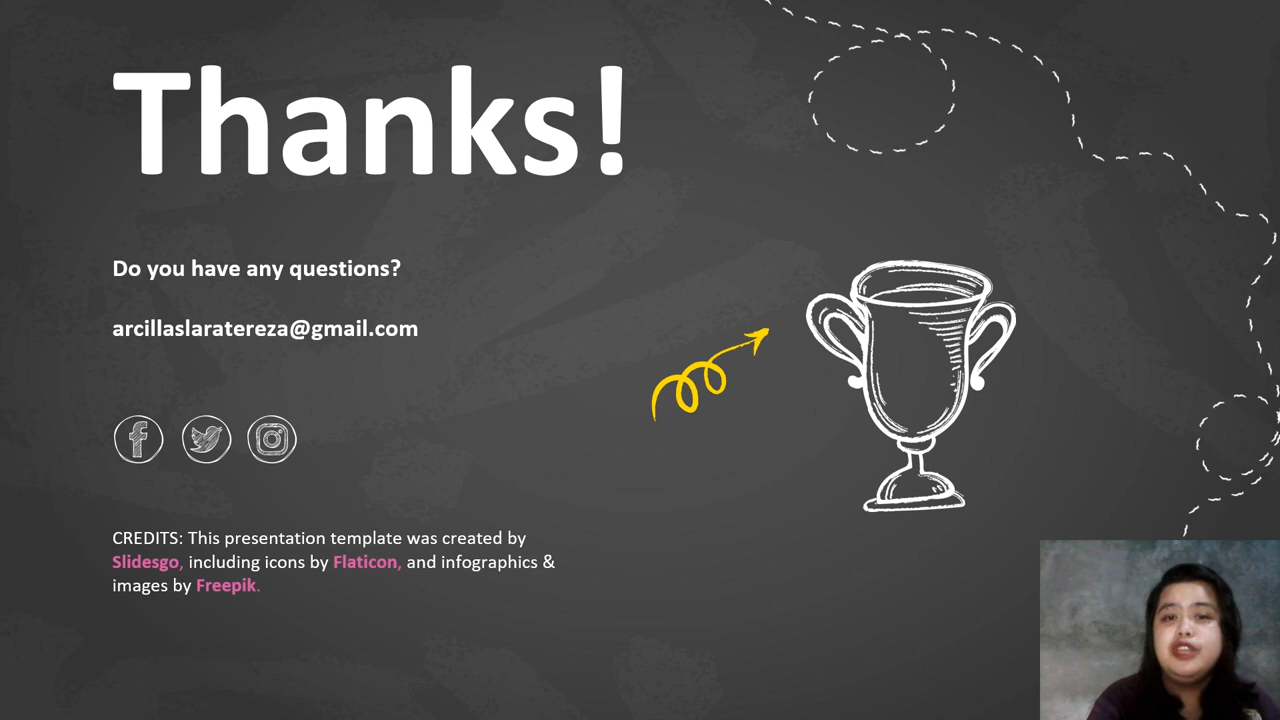 Thanks!
Do you have any questions?
arcillaslaratereza@gmail.com
CREDITS: This presentation template was created by
Slidesgo, including icons by Flaticon, and infographics &
images by Freepik.